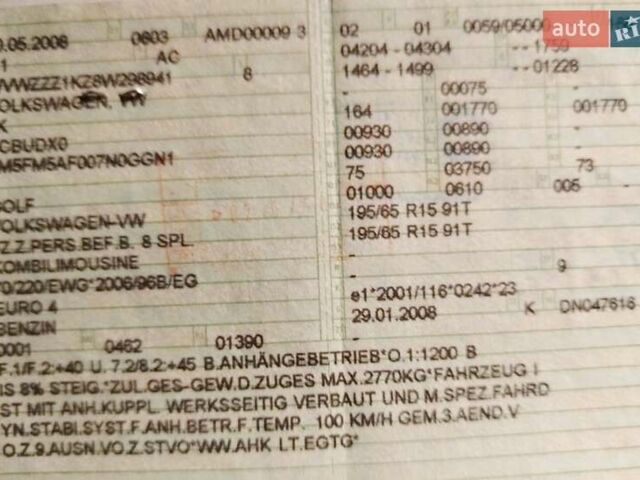 .05.2008 0603 AMD00009 3
1 AC
WVWZZZ1KZ8W298941 8
OLKSWAGEN, VW
K
CBUDX0
M5FM5AF007N0GGN1
GOLF
VOLKSWAGEN-VW
FZ.Z.PERS.BEF.B. 8 SPL.
KOMBILIMOUSINE
70/220/EWG*2006/96B/EG
EURO 4
BENZIN
0001 0462 01390
02 01 0059/05000
04204 - 04304 - - 1759
1464 - 1499 - - 01228
- 00075 -
164 001770 001770
00930 00890 -
00930 00890 -
75 03750 73
01000 0610 005 -
195/65 R15 91T
195/65 R15 91T
-
- 9
e1*2001/116*0242*23
29.01.2008 K DN047616
-
F.1/F.2:+40 U. 7.2/8.2:+45 B.ANHÄNGEBETRIEB*O.1:1200 B
IS 8% STEIG.*ZUL.GES-GEW.D.ZUGES MAX.2770KG*FAHRZEUG I
ST MIT ANH.KUPPL. WERKSSEITIG VERBAUT UND M.SPEZ.FAHRD
YN.STABI.SYST.F.ANH.BETR.F.TEMP. 100 KM/H GEM.3.AEND.V
O.Z.9.AUSN.VO.Z.STVO*WW.AHK LT.EGTG*
auto RIA